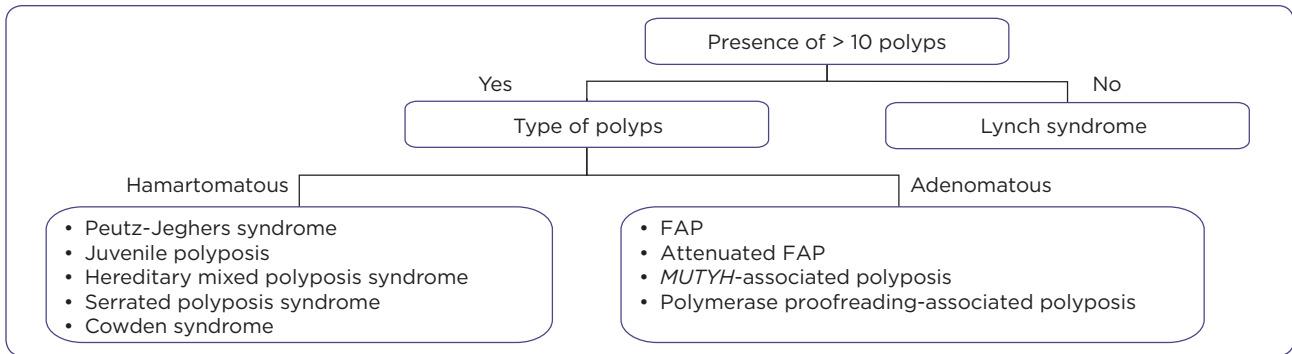 Presence of > 10 polyps
Yes
No
Type of polyps
Lynch syndrome
Hamartomatous
Adenomatous
• Peutz-Jeghers syndrome
• Juvenile polyposis
• Hereditary mixed polyposis syndrome
• Serrated polyposis syndrome
• Cowden syndrome
• FAP
• Attenuated FAP
• MUTYH-associated polyposis
• Polymerase proofreading-associated polyposis